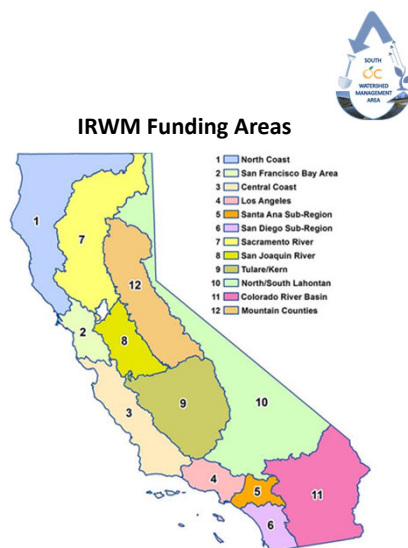 SOUTH
OC
WATERSHED
MANAGEMENT
AREA
IRWM Funding Areas
1 North Coast
2 San Francisco Bay Area
3 Central Coast
4 Los Angeles
5 Santa Ana Sub-Region
6 San Diego Sub-Region
7 Sacramento River
8 San Joaquin River
9 Tulare/Kern
10 North/South Lahontan
11 Colorado River Basin
12 Mountain Counties
1
7
12
2
8
3
9
10
4
5
11
6